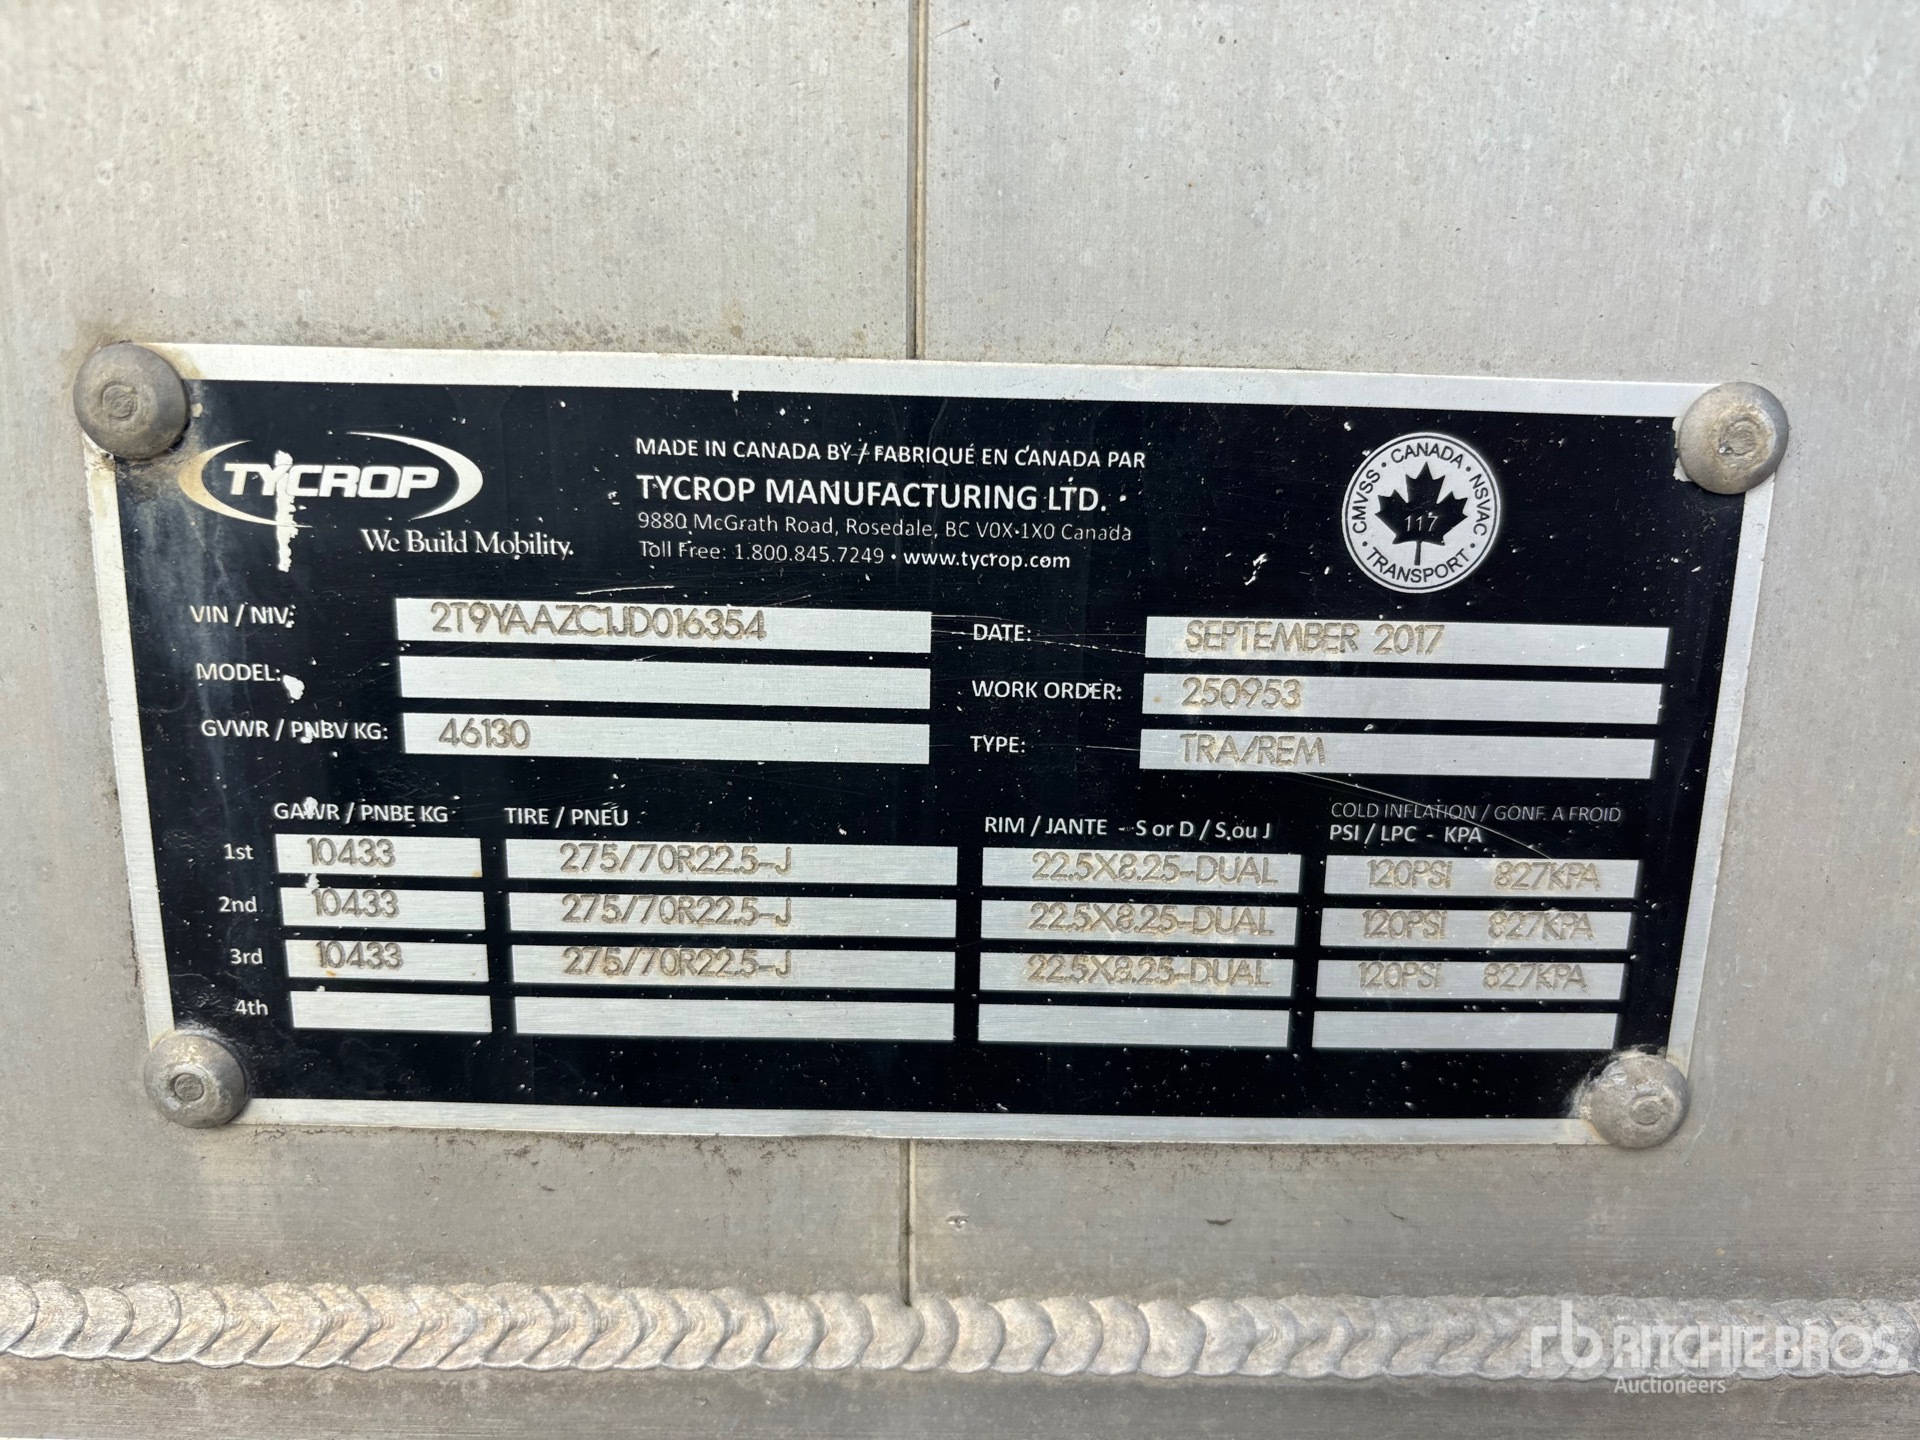 TYCROP
We Build Mobility.
MADE IN CANADA BY / FABRIQUÉ EN CANADA PAR
TYCROP MANUFACTURING LTD.
9880 McGrath Road, Rosedale, BC V0X 1X0 Canada
Toll Free: 1.800.845.7249 • www.tycrop.com
CMVSS • CANADA • NSVAC • TRANSPORT •
117
VIN / NIV: 2T9YAAZC1JD016354 DATE: SEPTEMBER 2017
MODEL: WORK ORDER: 250953
GVWR / PNBV KG: 46130 TYPE: TRA/REM
GAWR / PNBE KG TIRE / PNEU RIM / JANTE - S or D / S ou J COLD INFLATION / GONF. A FROID
PSI / LPC - KPA
1st 10433 275/70R22.5-J 22.5X8.25-DUAL 120PSI 827KPA
2nd 10433 275/70R22.5-J 22.5X8.25-DUAL 120PSI 827KPA
3rd 10433 275/70R22.5-J 22.5X8.25-DUAL 120PSI 827KPA
4th
rb RITCHIE BROS.
Auctioneers